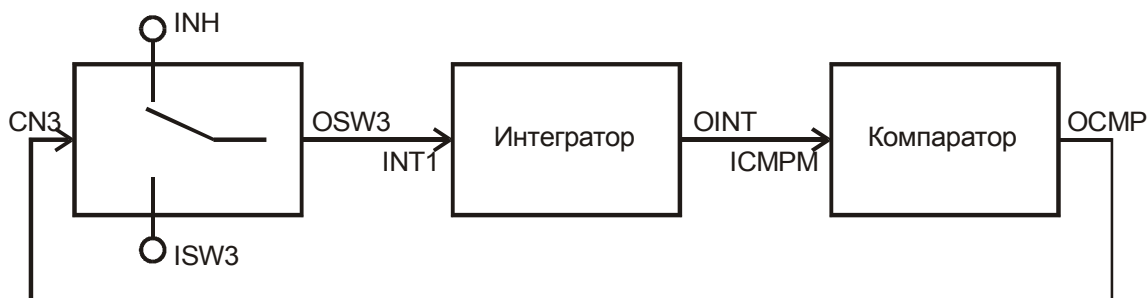 INH
CN3
OSW3
INT1
Интегратор
OINT
ICMPM
Компаратор
OCMP
ISW3